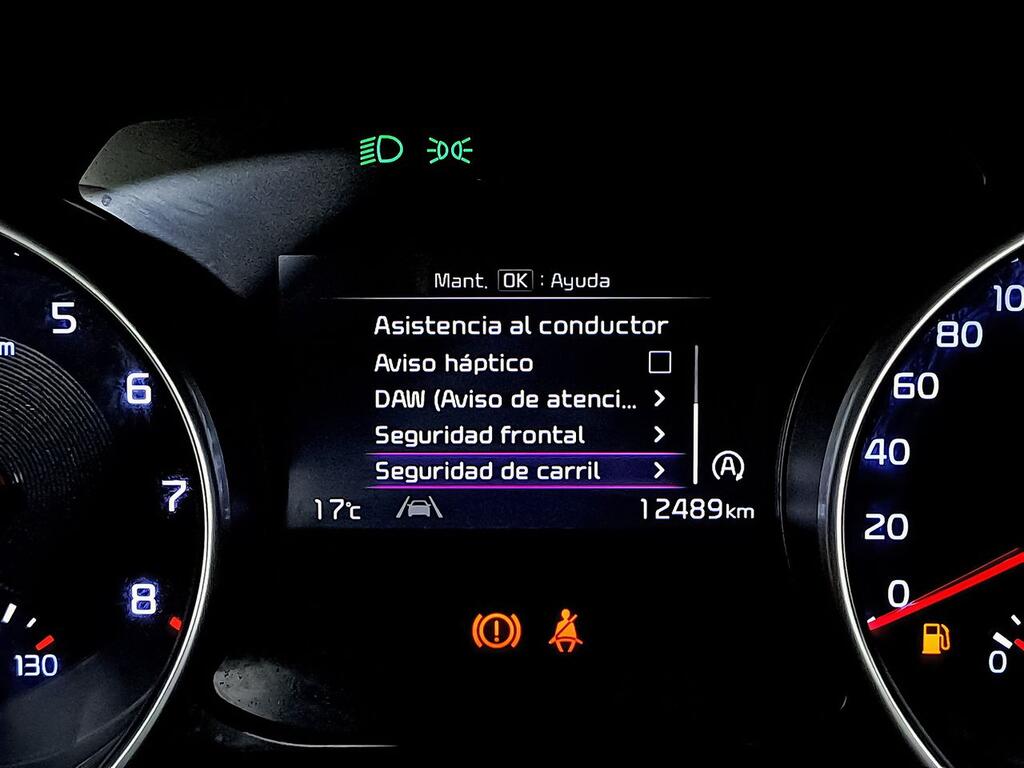 Mant. OK : Ayuda
Asistencia al conductor
Aviso háptico
DAW (Aviso de atenci...
Seguridad frontal
Seguridad de carril
A
17°c
12489km
5
6
7
8
130
m
10
80
60
40
20
0
0